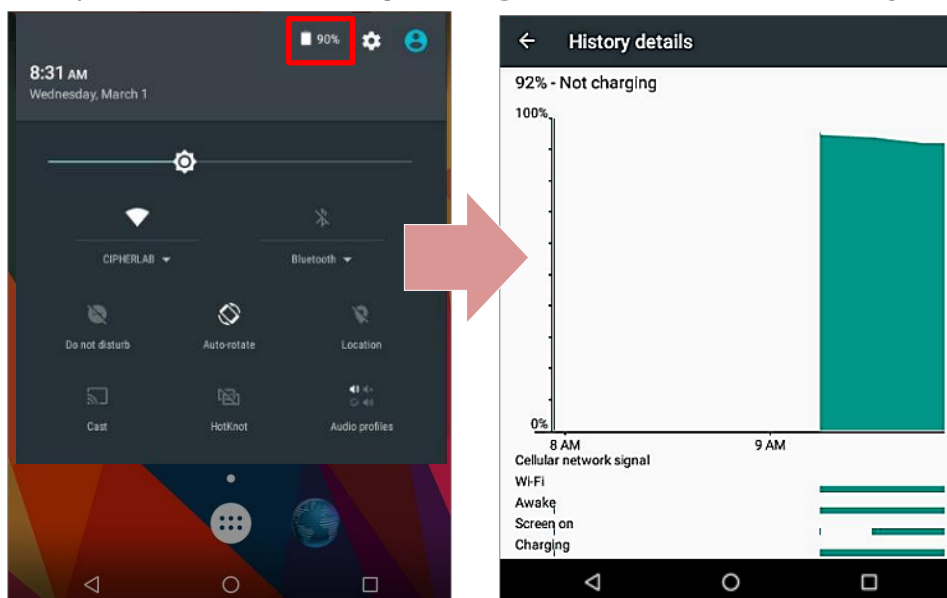 90%
8:31 AM
Wednesday, March 1
CIPHERLAB
Bluetooth
Do not disturb
Auto-rotate
Location
Cast
HotKnot
Audio profiles
History details
92% - Not charging
100%
0%
8 AM
9 AM
Cellular network signal
Wi-Fi
Awake
Screen on
Charging